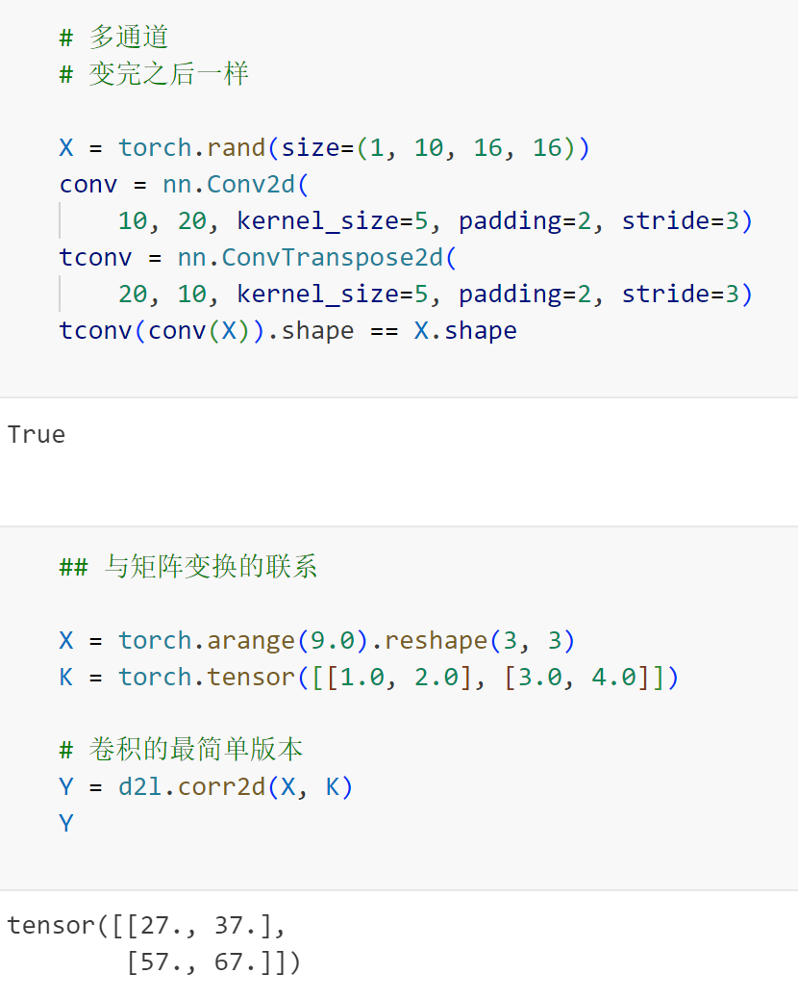 # 多通道
# 变完之后一样
X = torch.rand(size=(1, 10, 16, 16))
conv = nn.Conv2d(
    10, 20, kernel_size=5, padding=2, stride=3)
tconv = nn.ConvTranspose2d(
    20, 10, kernel_size=5, padding=2, stride=3)
tconv(conv(X)).shape == X.shape
True
## 与矩阵变换的联系
X = torch.arange(9.0).reshape(3, 3)
K = torch.tensor([[1.0, 2.0], [3.0, 4.0]])
# 卷积的最简单版本
Y = d2l.corr2d(X, K)
Y
tensor([[27., 37.],
        [57., 67.]])